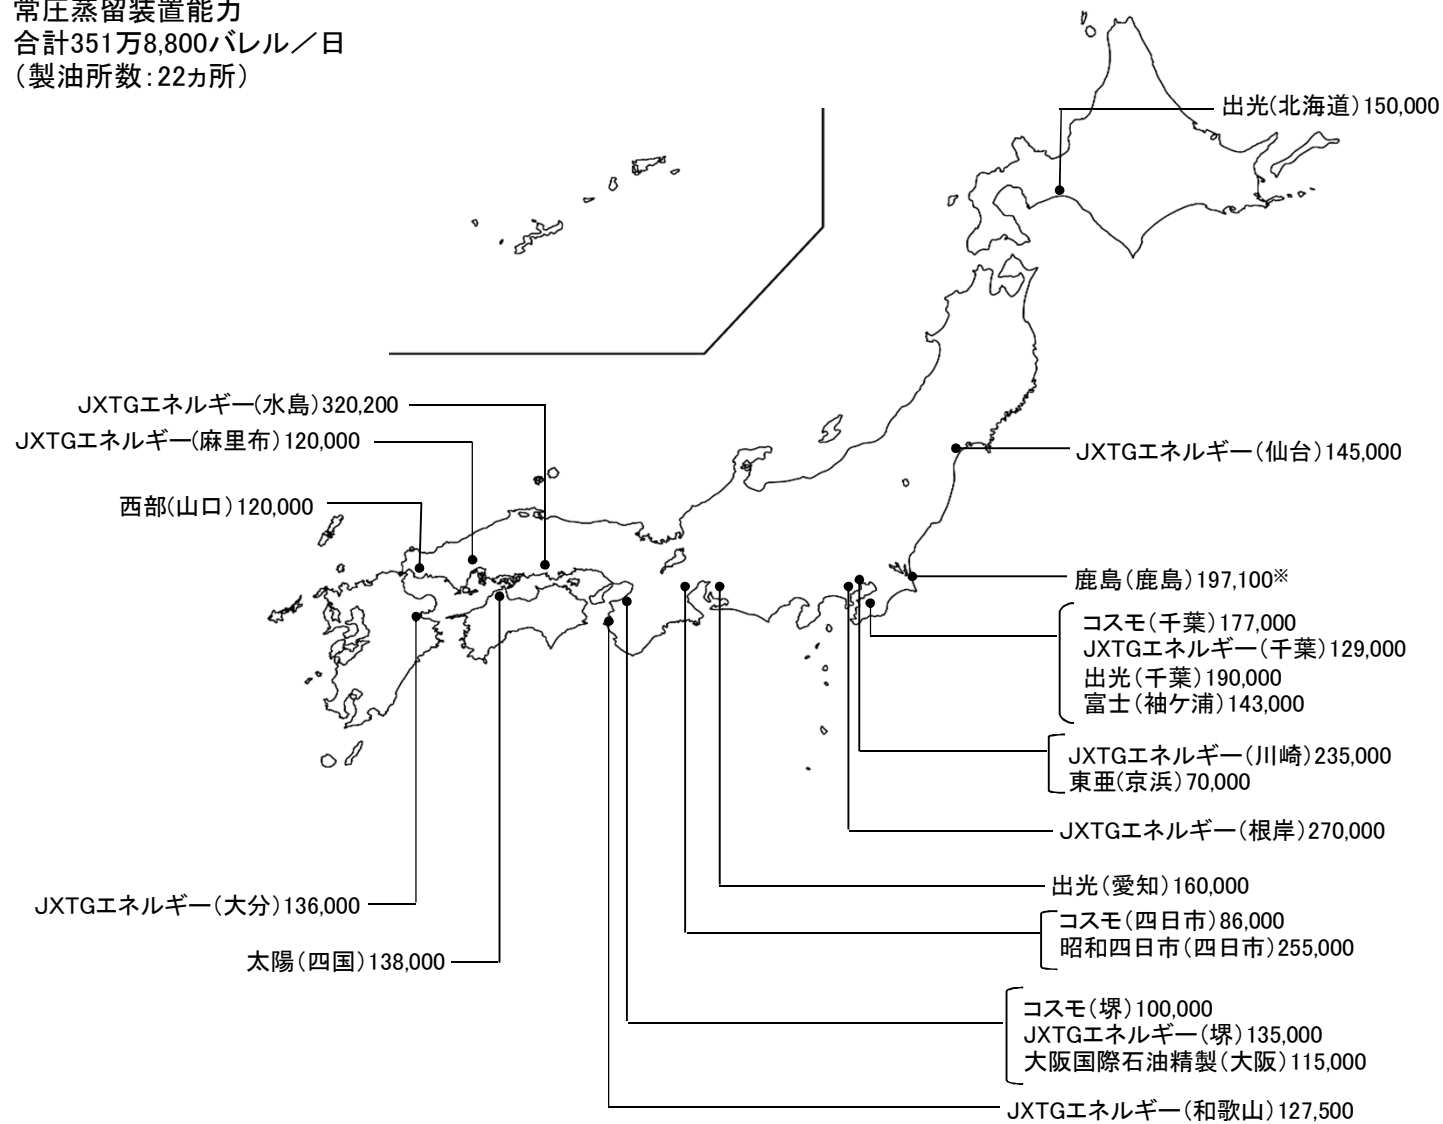 常圧蒸留装置能力
合計351万8,800バレル／日
（製油所数：22ヵ所）
出光(北海道)150,000
JXTGエネルギー(水島)320,200
JXTGエネルギー(麻里布)120,000
西部(山口)120,000
JXTGエネルギー(仙台)145,000
鹿島(鹿島)197,100※
コスモ(千葉)177,000
JXTGエネルギー(千葉)129,000
出光(千葉)190,000
富士(袖ケ浦)143,000
JXTGエネルギー(川崎)235,000
東亜(京浜)70,000
JXTGエネルギー(根岸)270,000
出光(愛知)160,000
JXTGエネルギー(大分)136,000
コスモ(四日市)86,000
昭和四日市(四日市)255,000
太陽(四国)138,000
コスモ(堺)100,000
JXTGエネルギー(堺)135,000
大阪国際石油精製(大阪)115,000
JXTGエネルギー(和歌山)127,500